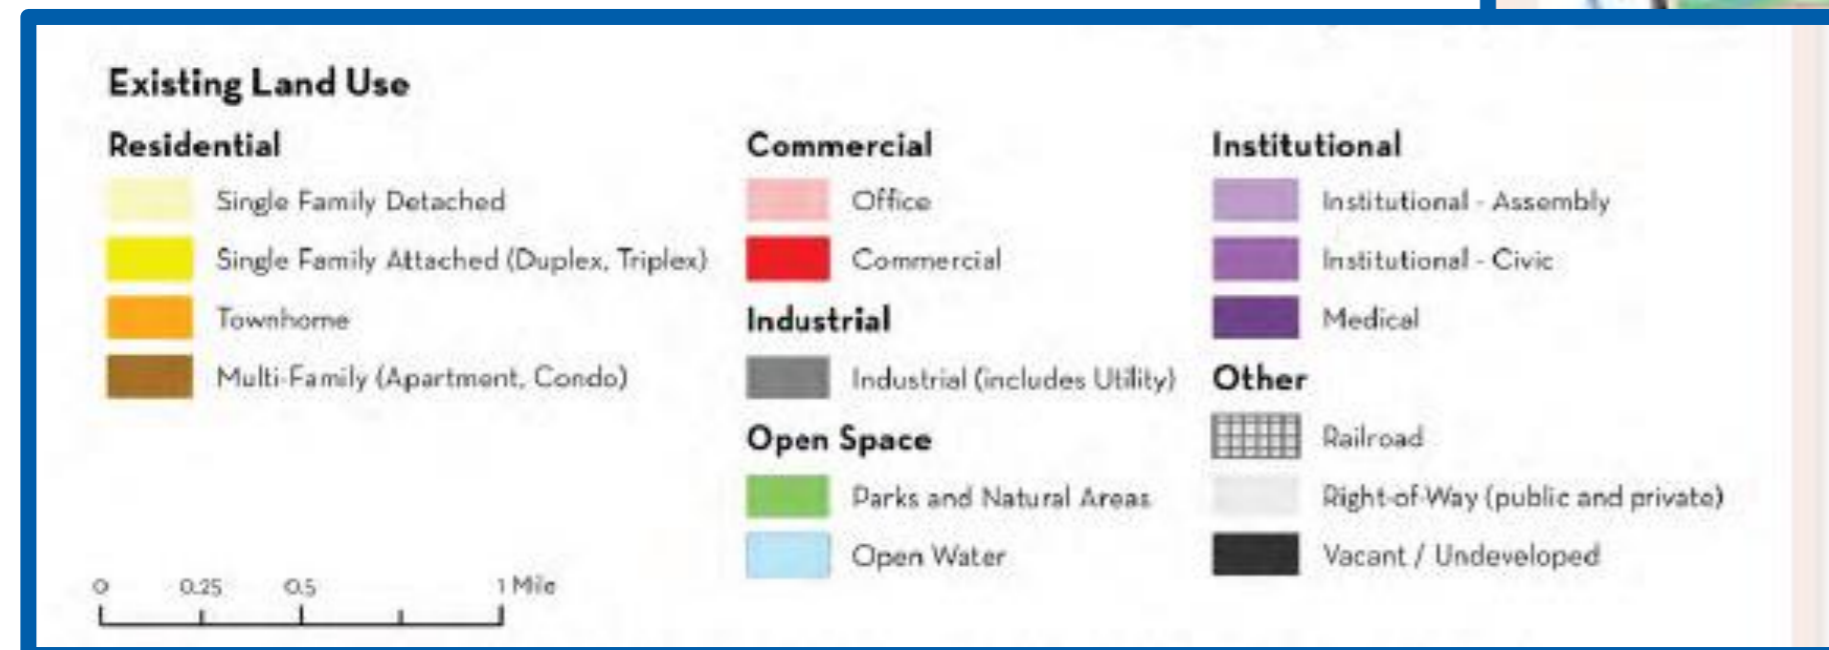 Existing Land Use
Residential
Single Family Detached
Single Family Attached (Duplex, Triplex)
Townhome
Multi-Family (Apartment, Condo)
Commercial
Office
Commercial
Industrial
Industrial (includes Utility)
Open Space
Parks and Natural Areas
Open Water
Institutional
Institutional - Assembly
Institutional - Civic
Medical
Other
Railroad
Right-of-Way (public and private)
Vacant / Undeveloped
0 0.25 0.5 1 Mile